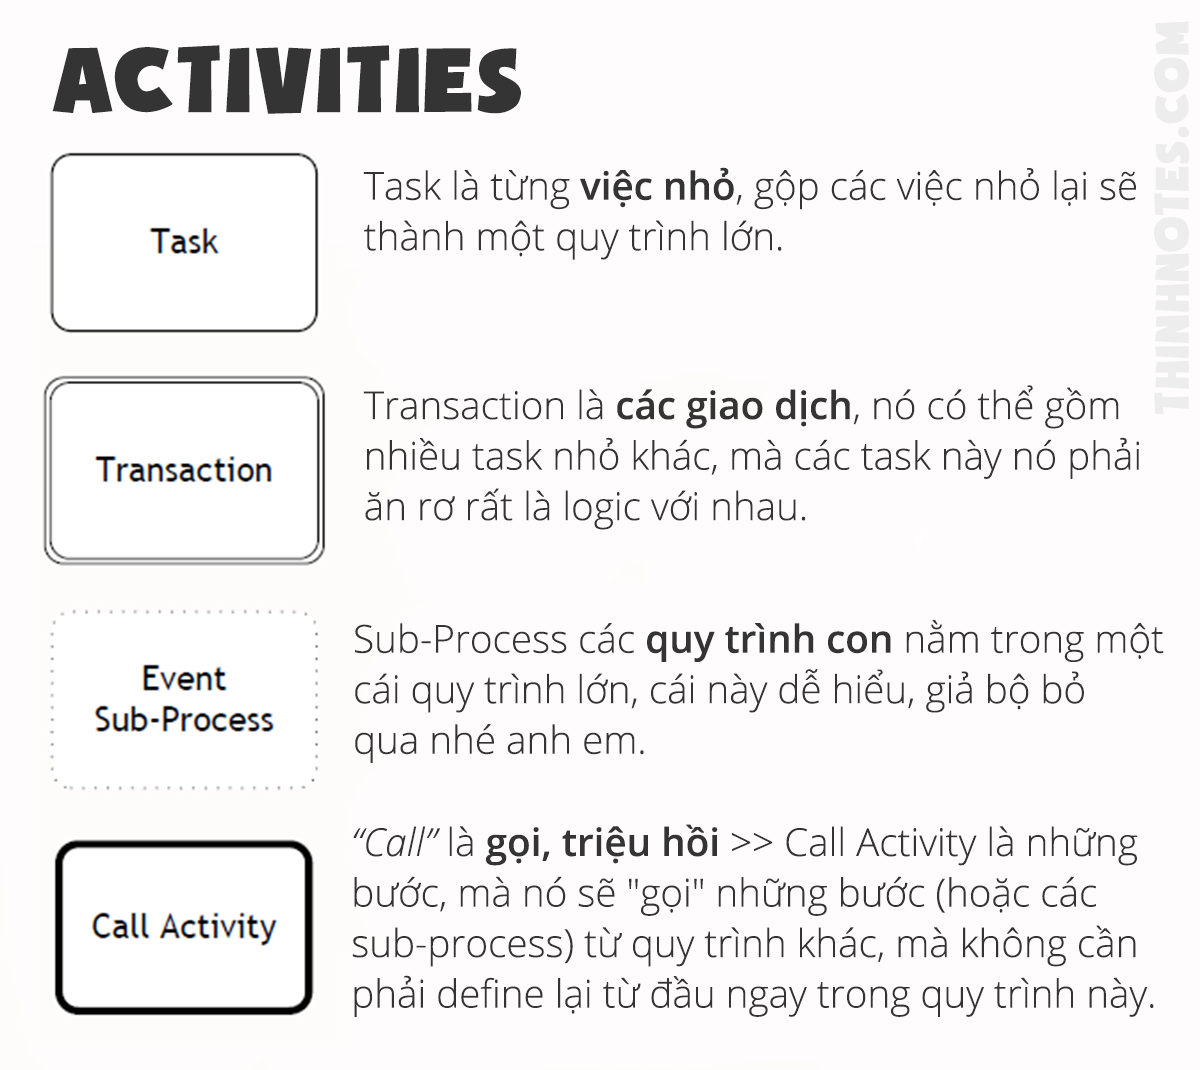 ACTIVITIES
Task
Task là từng việc nhỏ, gộp các việc nhỏ lại sẽ
thành một quy trình lớn.
Transaction
Transaction là các giao dịch, nó có thể gồm
nhiều task nhỏ khác, mà các task này nó phải
ăn rơ rất là logic với nhau.
Event
Sub-Process
Sub-Process các quy trình con nằm trong một
cái quy trình lớn, cái này dễ hiểu, giả bộ bỏ
qua nhé anh em.
Call Activity
“Call” là gọi, triệu hồi >> Call Activity là những
bước, mà nó sẽ "gọi" những bước (hoặc các
sub-process) từ quy trình khác, mà không cần
phải define lại từ đầu ngay trong quy trình này.
THINHNOTES.COM